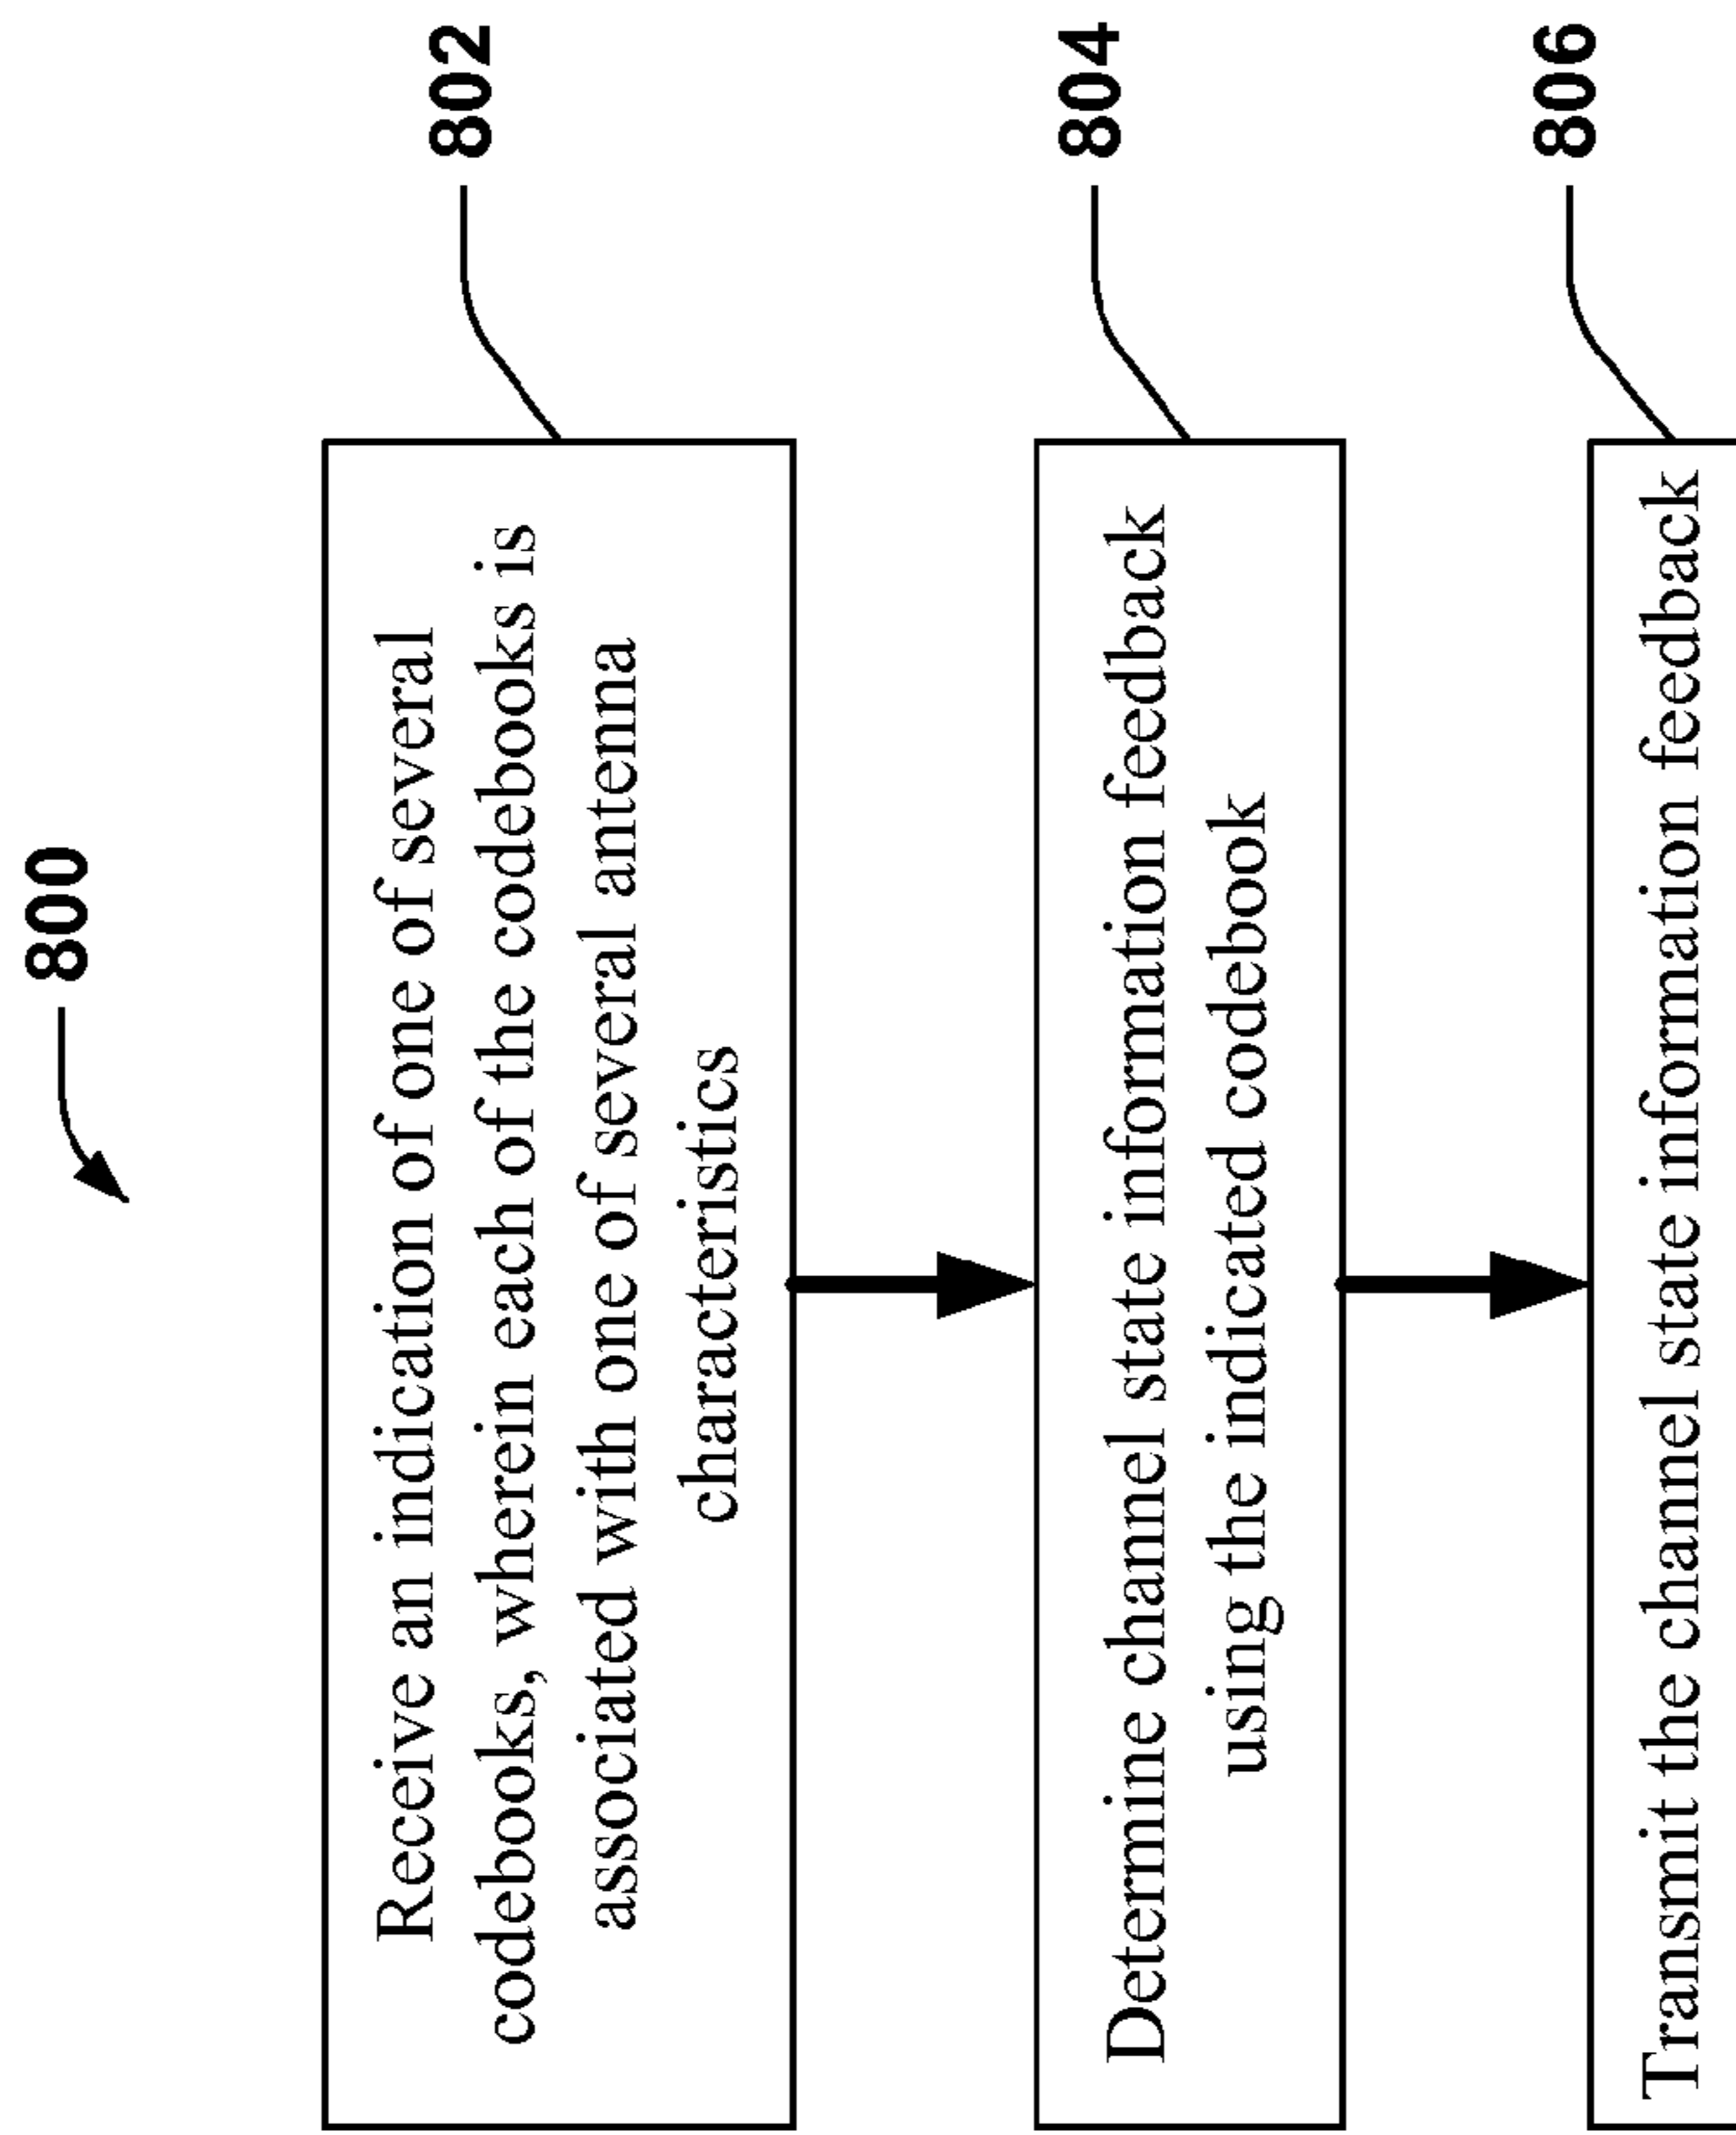 800
802
Receive an indication of one of several
codebooks, wherein each of the codebooks is
associated with one of several antenna
characteristics
804
Determine channel state information feedback
using the indicated codebook
806
Transmit the channel state information feedback